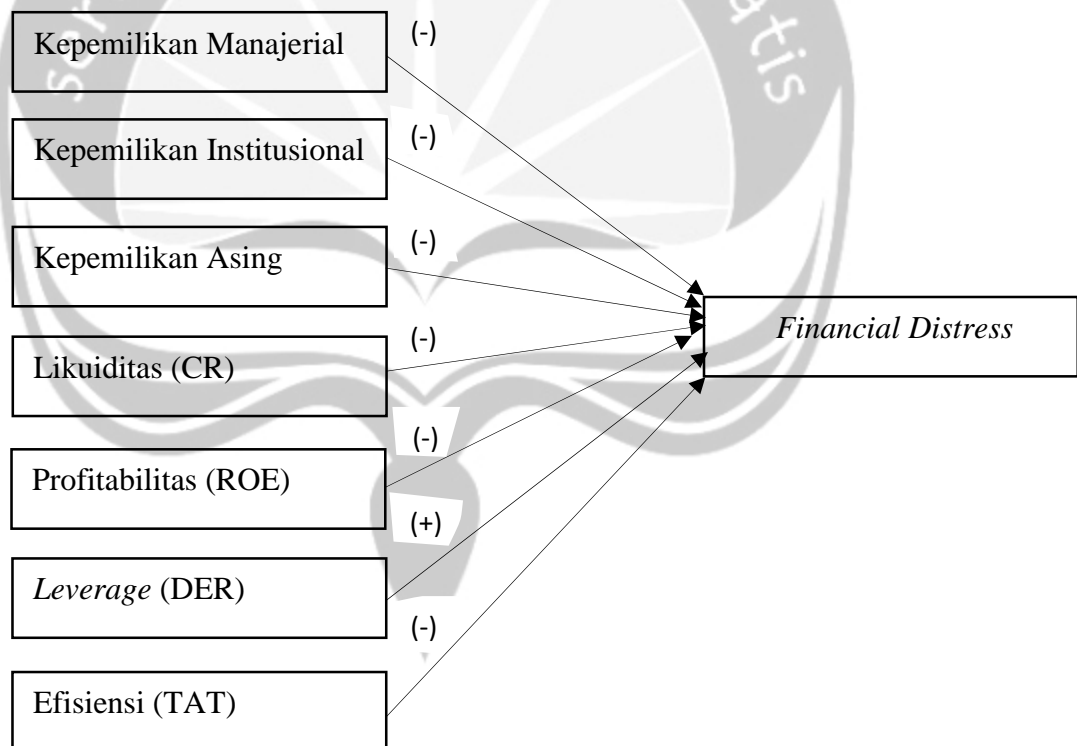 Kepemilikan Manajerial
(-)
Kepemilikan Institusional
(-)
Kepemilikan Asing
(-)
Likuiditas (CR)
(-)
Profitabilitas (ROE)
(-)
Leverage (DER)
(+)
Efisiensi (TAT)
(-)
Financial Distress